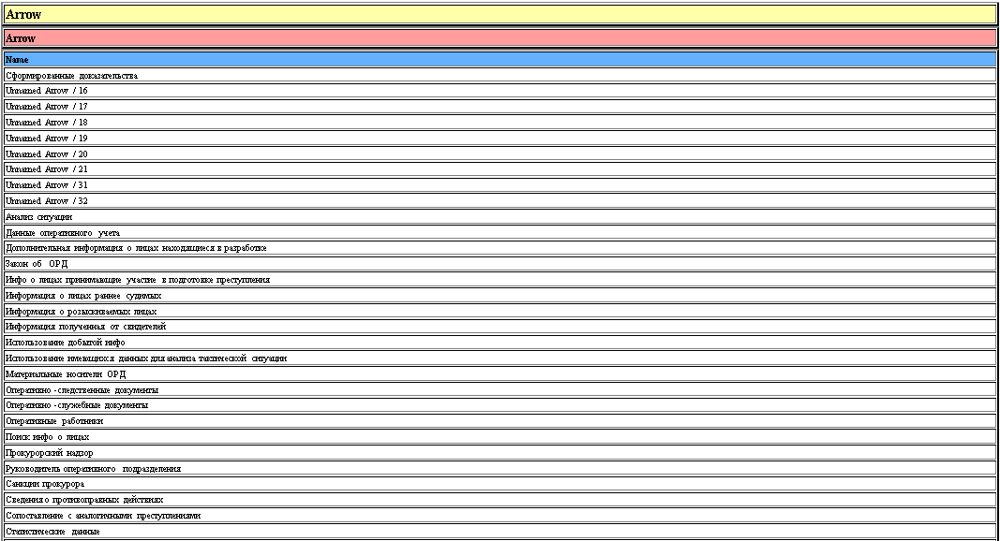 Arrow
Arrow
Name
Сформированные доказательства
Unnamed Arrow / 16
Unnamed Arrow / 17
Unnamed Arrow / 18
Unnamed Arrow / 19
Unnamed Arrow / 20
Unnamed Arrow / 21
Unnamed Arrow / 31
Unnamed Arrow / 32
Анализ ситуации
Данные оперативного учета
Дополнительная информация о лицах находящиеся в разработке
Закон об ОРД
Инфо о лицах принимающие участие в подготовке преступления
Информация о лицах раннее судимых
Информация о розыскиваемых лицах
Информация полученная от свидетелей
Использование добытой инфо
Использование имеющихся данных для анализа тактической ситуации
Материальные носители ОРД
Оперативно -следственные документы
Оперативно -служебные документы
Оперативные работники
Поиск инфо о лицах
Прокурорский надзор
Руководитель оперативного подразделения
Санкции прокурора
Сведения о противоправных действиях
Сопоставление с аналогичными преступлениями
Статистические данные